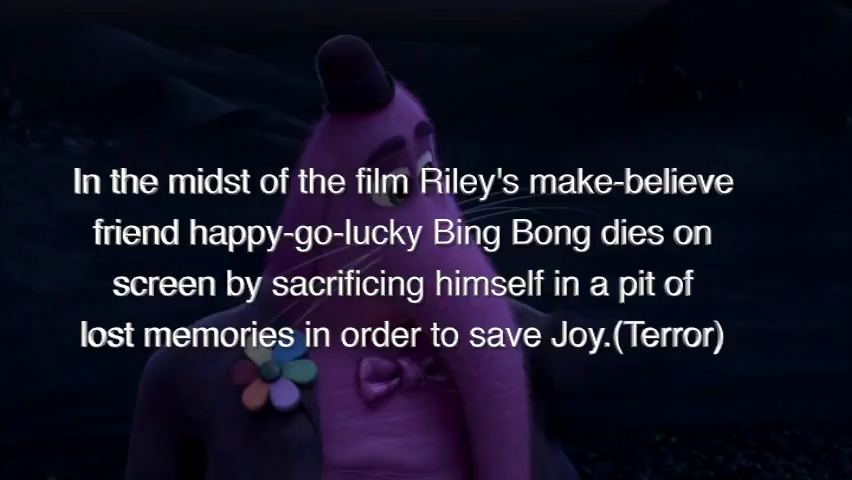 In the midst of the film Riley's make-believe
friend happy-go-lucky Bing Bong dies on
screen by sacrificing himself in a pit of
lost memories in order to save Joy.(Terror)